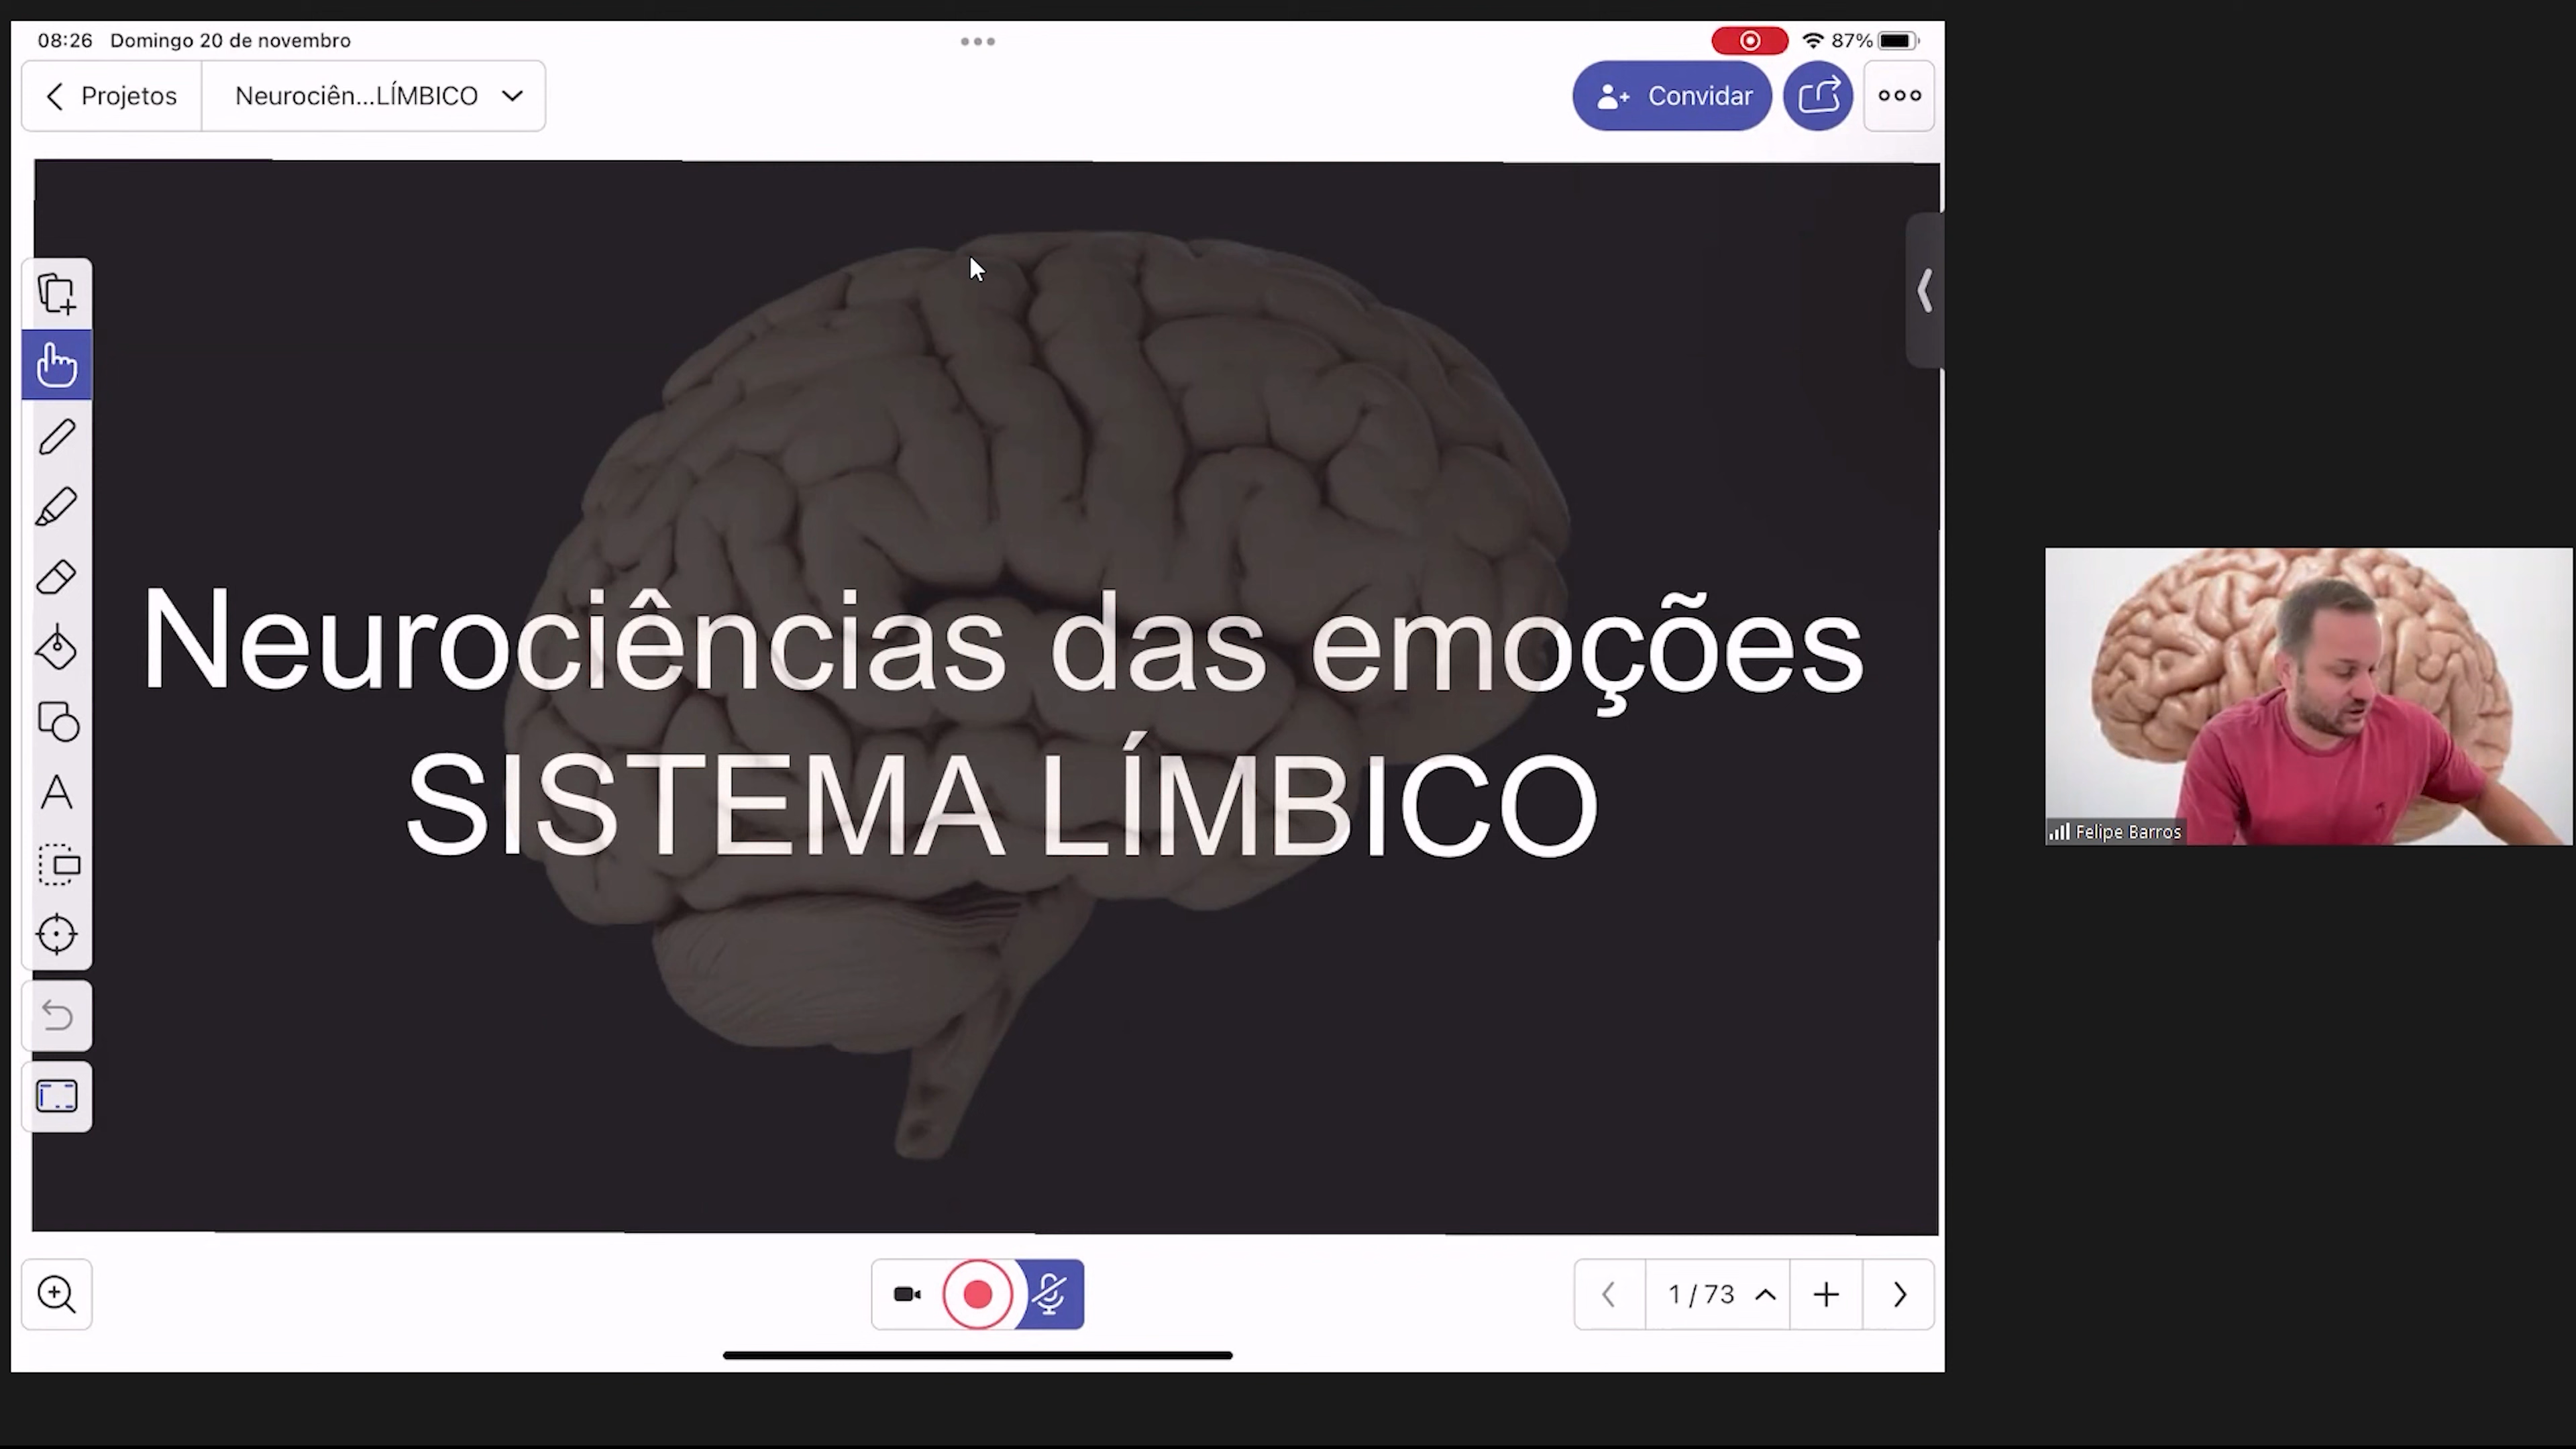 08:26 Domingo 20 de novembro
87%
Projetos
Neurociên...LÍMBICO
Convidar
Neurociências das emoções
SISTEMA LÍMBICO
Felipe Barros
1 / 73